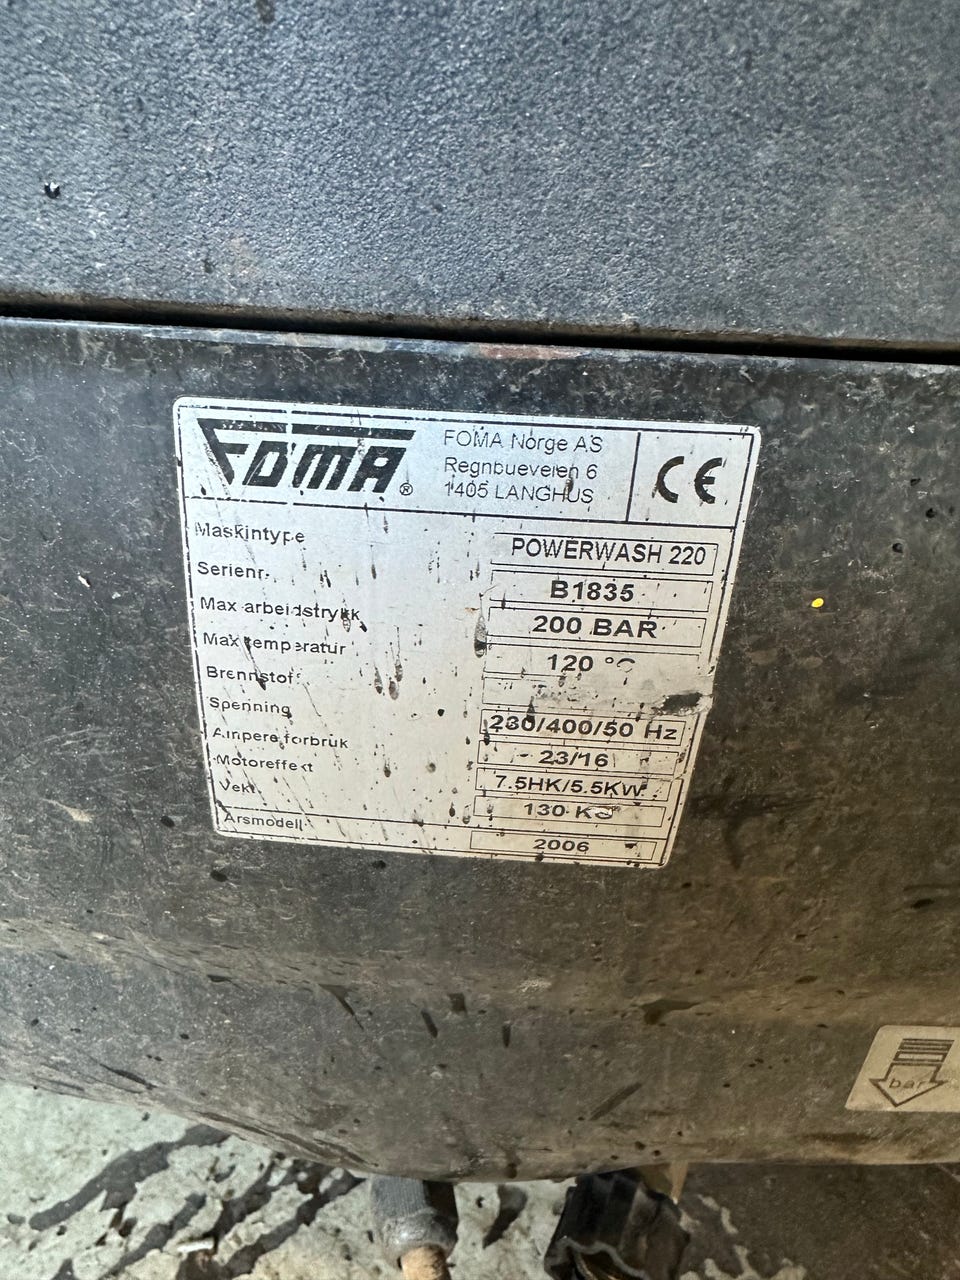 FOMA®
FOMA Norge AS
Regnbueveien 6
1405 LANGHUS
CE
Maskintype POWERWASH 220
Serienr. B1835
Max arbeidstrykk 200 BAR
Max temperatur 120 °C
Brennstoff
Spenning 230/400/50 Hz
Ampere forbruk 23/16
Motoreffekt 7.5HK/5.5KW
Vekt 130 KG
Årsmodell 2006
bar